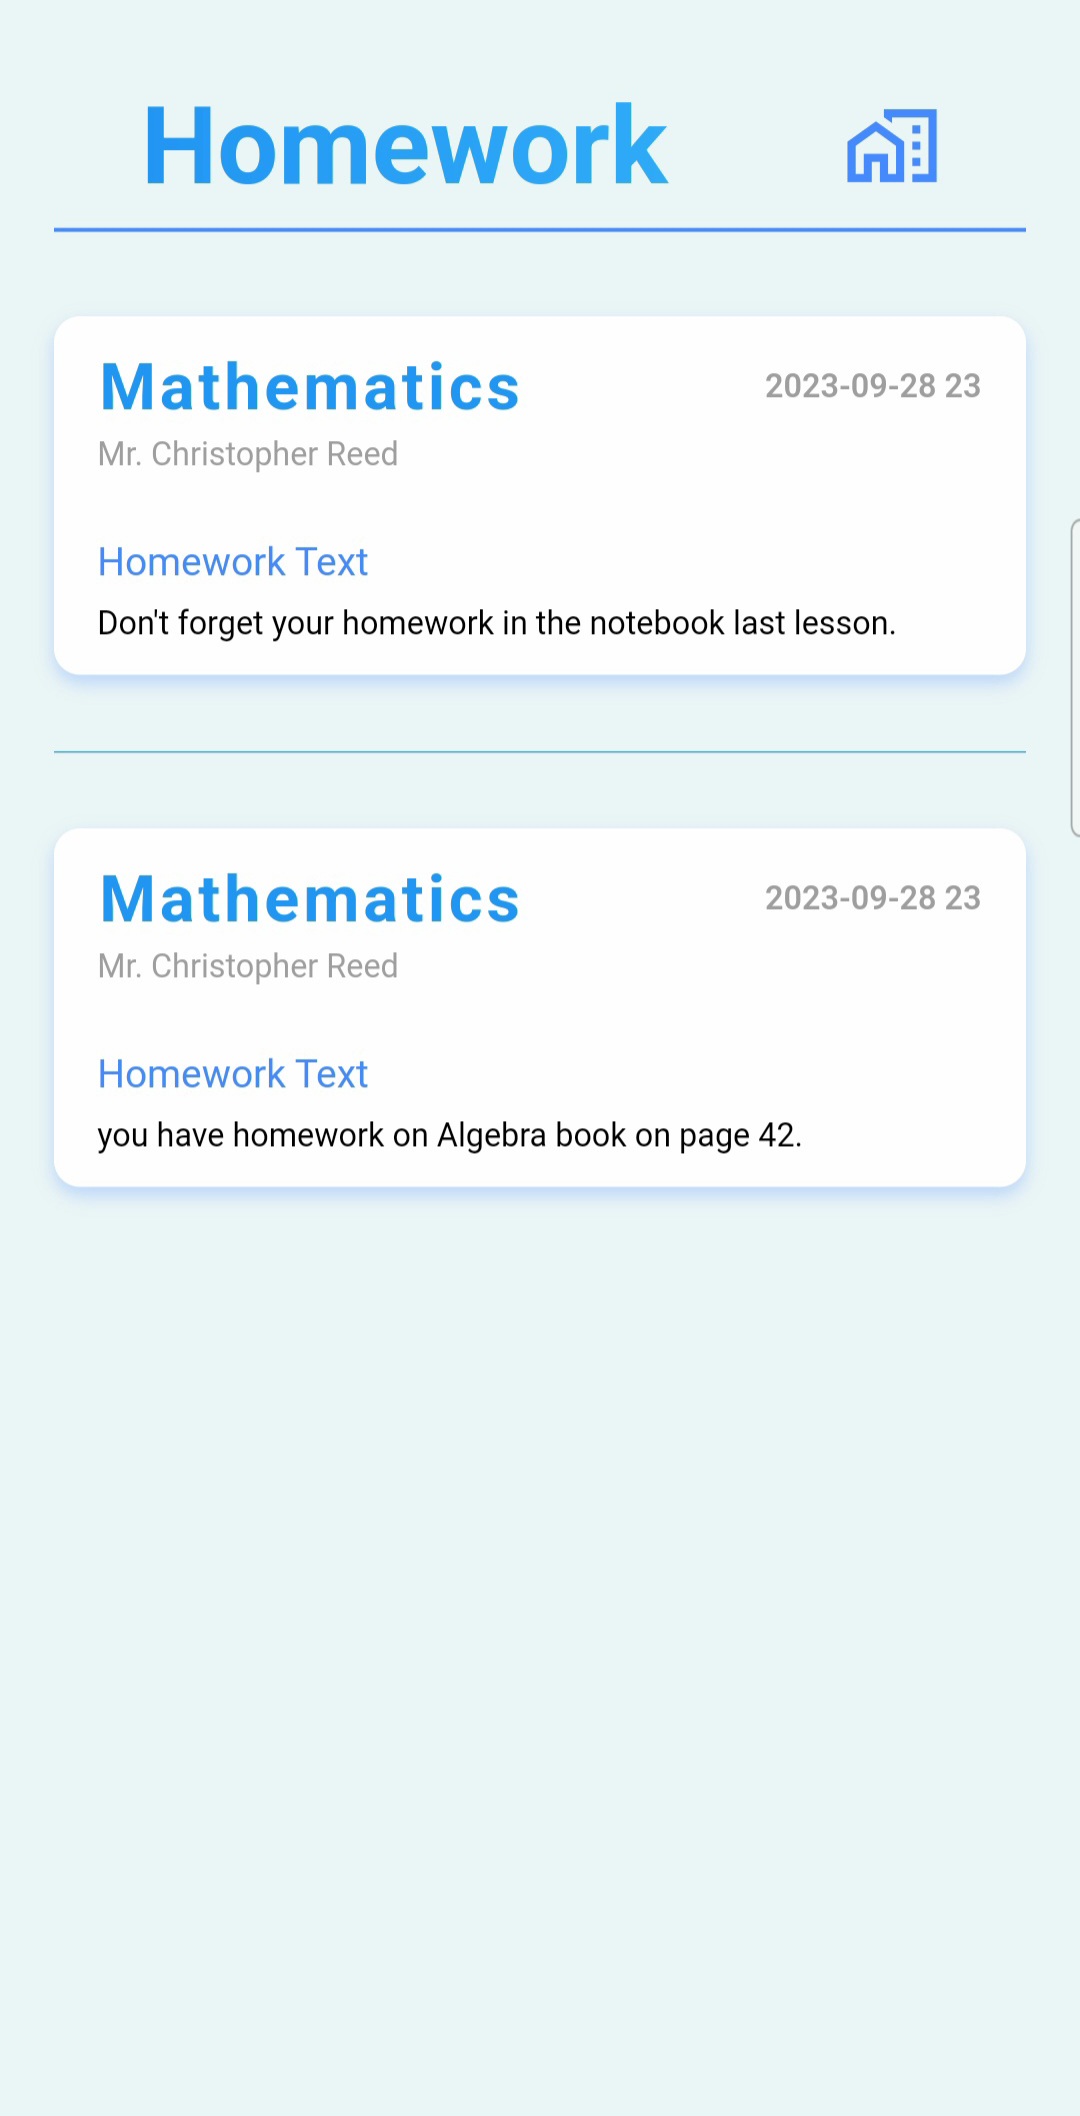 Homework
Mathematics
2023-09-28 23
Mr. Christopher Reed
Homework Text
Don't forget your homework in the notebook last lesson.
Mathematics
2023-09-28 23
Mr. Christopher Reed
Homework Text
you have homework on Algebra book on page 42.